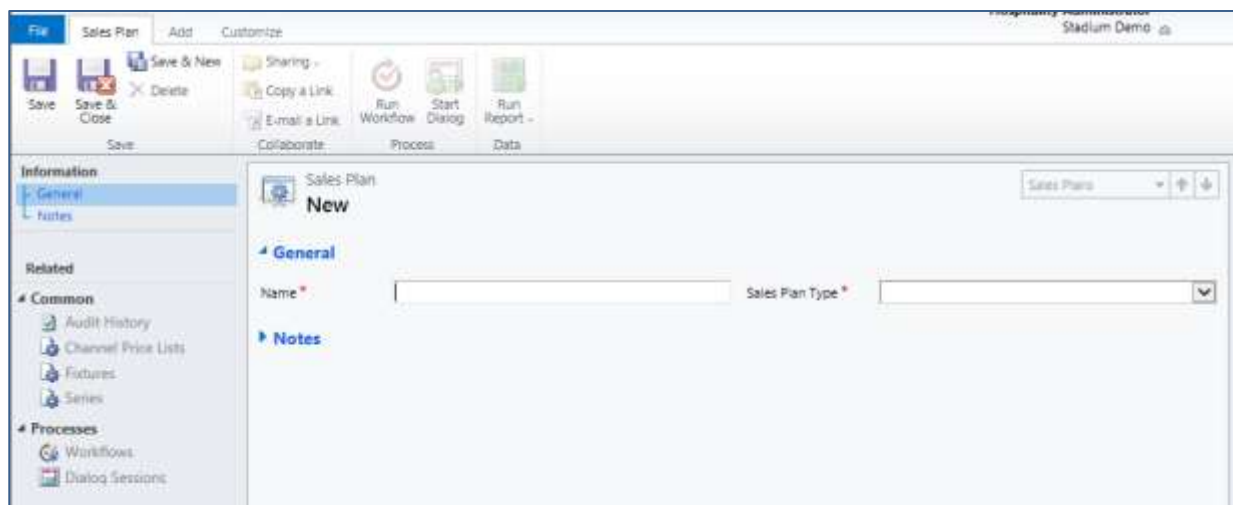 Hospitality Administrator
Stadium Demo
File Sales Plan Add Customize
Save
Save & Close
Save & New
Delete
Save
Sharing
Copy a Link
E-mail a Link
Collaborate
Run Workflow
Start Dialog
Process
Run Report
Data
Information
General
Notes
Related
Common
Audit History
Channel Price Lists
Fixtures
Series
Processes
Workflows
Dialog Sessions
Sales Plan
New
Sales Plans
General
Name * Sales Plan Type *
Notes